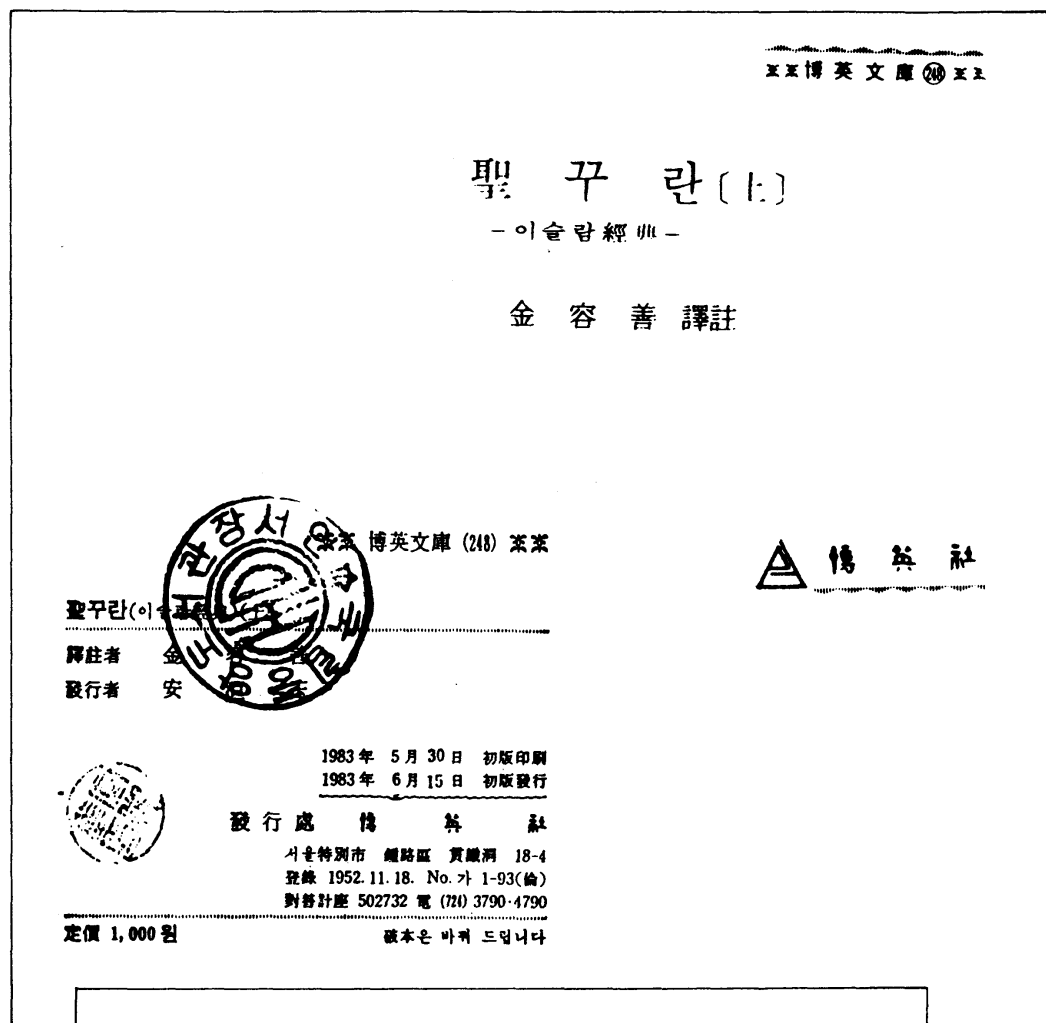 博英文庫 248
聖 꾸 란〔上〕
－이슬람經典－
金 容 善 譯註
博 英 社
博英文庫 (248)
聖꾸란(이슬람
譯註者 金
發行者 安
1983年 5月 30日 初版印刷
1983年 6月 15日 初版發行
發行處 博 英 社
서울特別市 鍾路區 貫鐵洞 18-4
登錄 1952.11.18. No.가 1-93(倫)
對替計座 502732 電 (724) 3790·4790
定價 1,000원 破本은 바꿔 드립니다